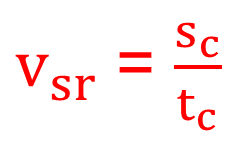 v_sr = s_c / t_c